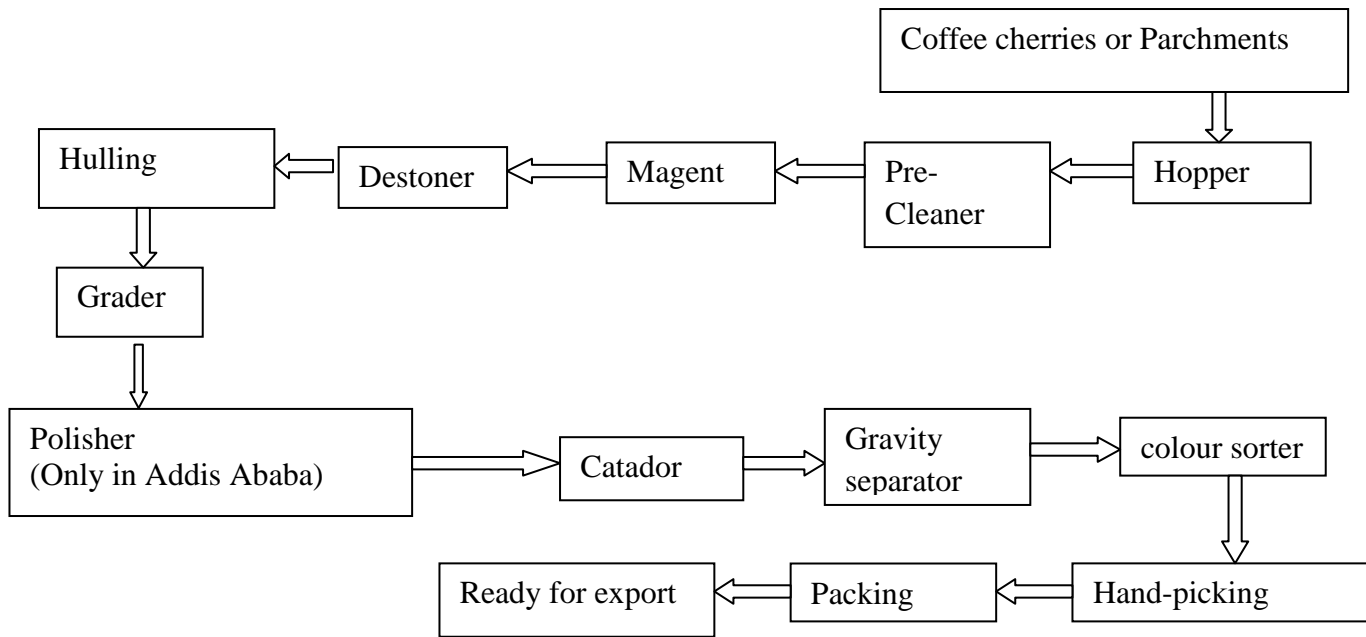 Coffee cherries or Parchments
Hopper
Pre-
Cleaner
Magent
Destoner
Hulling
Grader
Polisher
(Only in Addis Ababa)
Catador
Gravity
separator
colour sorter
Hand-picking
Packing
Ready for export